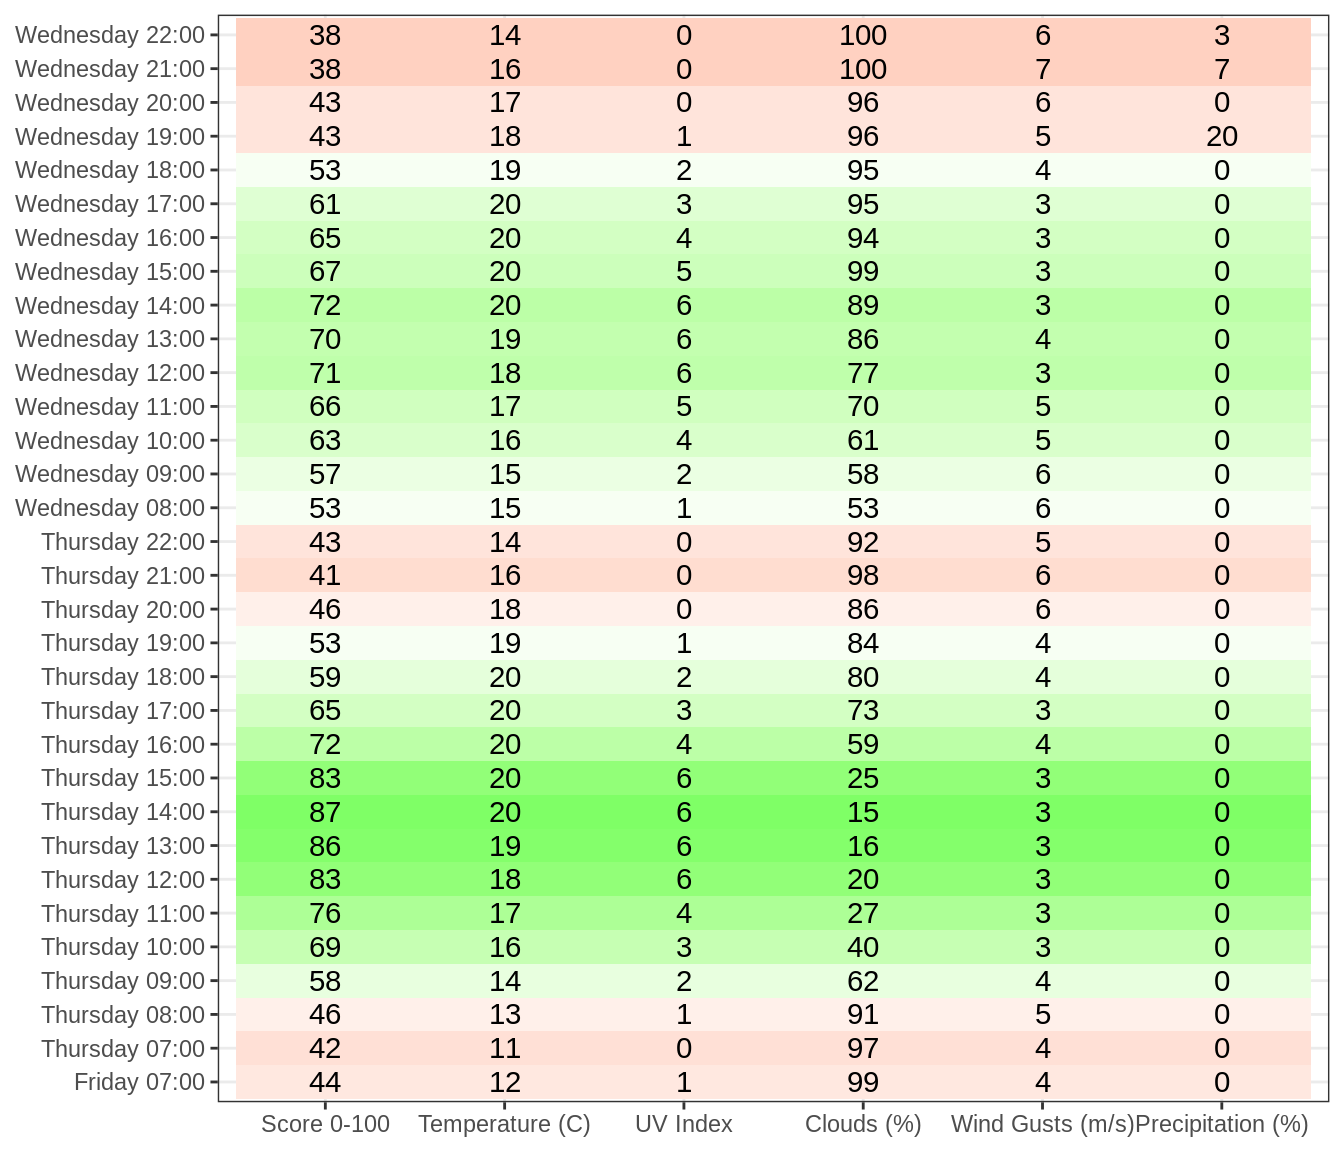 Wednesday 22:00 38 14 0 100 6 3
Wednesday 21:00 38 16 0 100 7 7
Wednesday 20:00 43 17 0 96 6 0
Wednesday 19:00 43 18 1 96 5 20
Wednesday 18:00 53 19 2 95 4 0
Wednesday 17:00 61 20 3 95 3 0
Wednesday 16:00 65 20 4 94 3 0
Wednesday 15:00 67 20 5 99 3 0
Wednesday 14:00 72 20 6 89 3 0
Wednesday 13:00 70 19 6 86 4 0
Wednesday 12:00 71 18 6 77 3 0
Wednesday 11:00 66 17 5 70 5 0
Wednesday 10:00 63 16 4 61 5 0
Wednesday 09:00 57 15 2 58 6 0
Wednesday 08:00 53 15 1 53 6 0
Thursday 22:00 43 14 0 92 5 0
Thursday 21:00 41 16 0 98 6 0
Thursday 20:00 46 18 0 86 6 0
Thursday 19:00 53 19 1 84 4 0
Thursday 18:00 59 20 2 80 4 0
Thursday 17:00 65 20 3 73 3 0
Thursday 16:00 72 20 4 59 4 0
Thursday 15:00 83 20 6 25 3 0
Thursday 14:00 87 20 6 15 3 0
Thursday 13:00 86 19 6 16 3 0
Thursday 12:00 83 18 6 20 3 0
Thursday 11:00 76 17 4 27 3 0
Thursday 10:00 69 16 3 40 3 0
Thursday 09:00 58 14 2 62 4 0
Thursday 08:00 46 13 1 91 5 0
Thursday 07:00 42 11 0 97 4 0
Friday 07:00 44 12 1 99 4 0
Score 0-100 Temperature (C) UV Index Clouds (%) Wind Gusts (m/s) Precipitation (%)